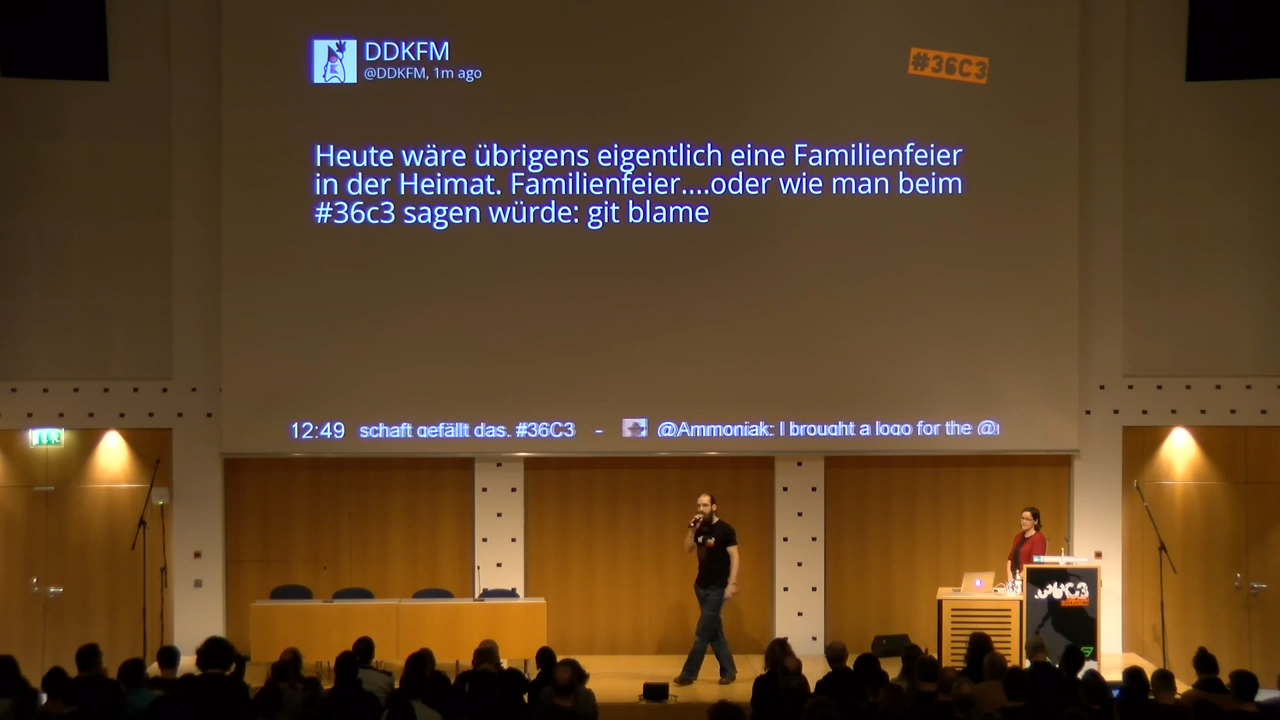 DDKFM
@DDKFM, 1m ago
#36C3
Heute wäre übrigens eigentlich eine Familienfeier
in der Heimat. Familienfeier....oder wie man beim
#36c3 sagen würde: git blame
12:49 schaft gefällt das. #36C3 - @Ammoniak: I brought a logo for the
36C3